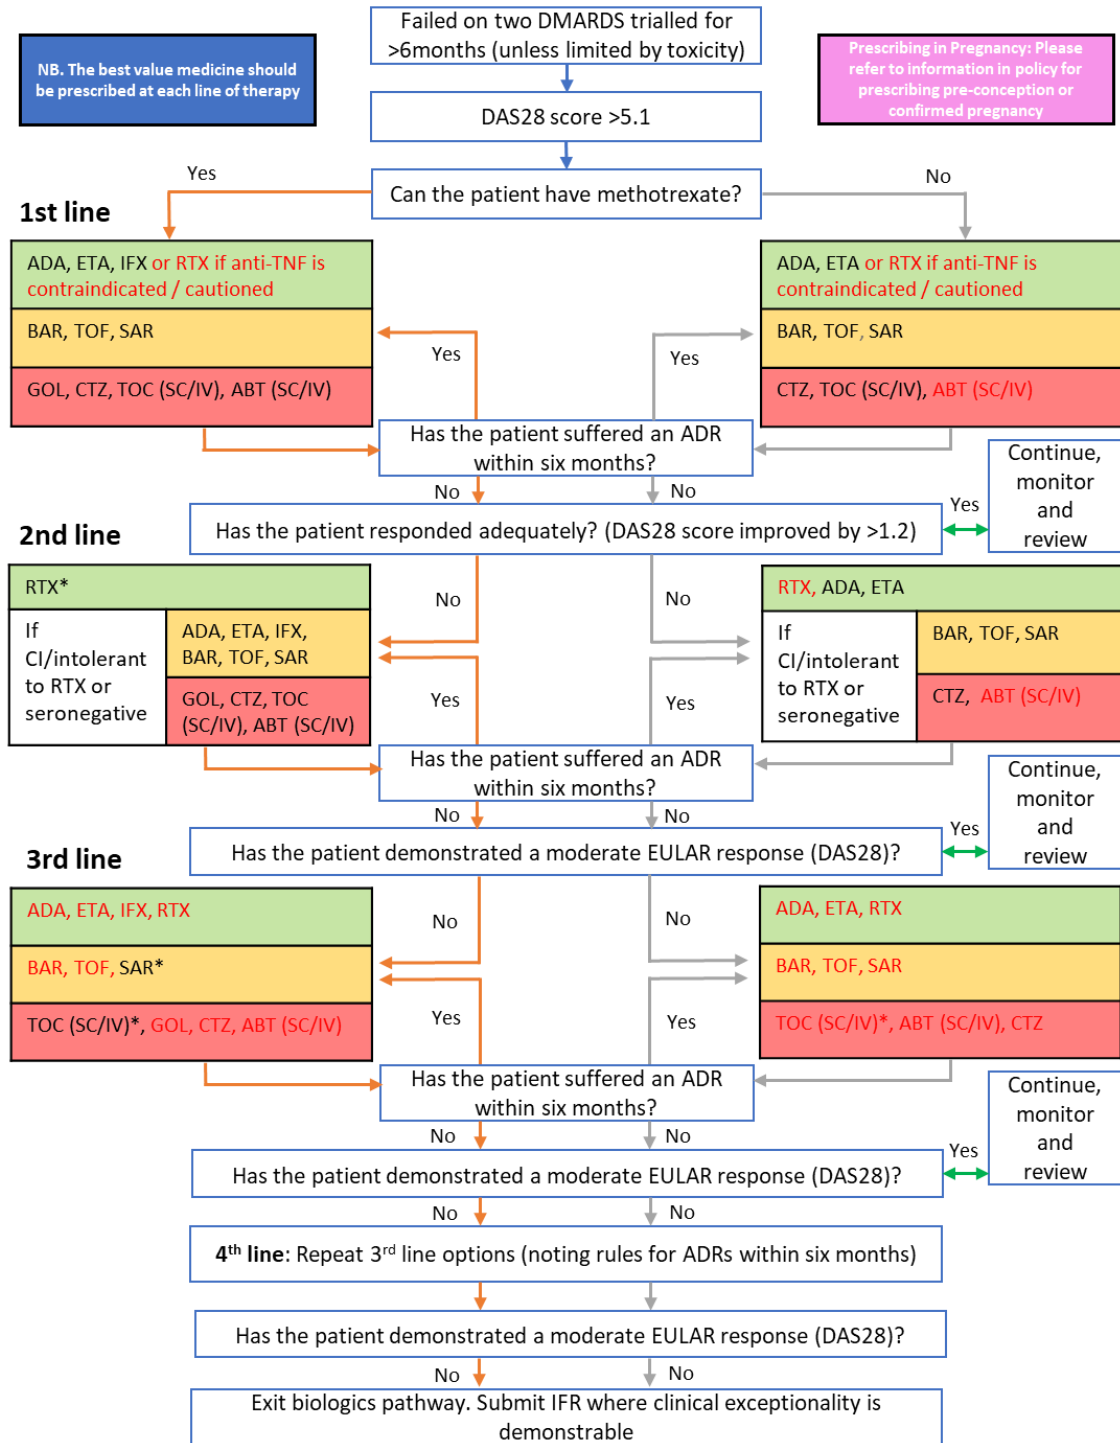 Failed on two DMARDS trialled for
>6months (unless limited by toxicity)
NB. The best value medicine should
be prescribed at each line of therapy
Prescribing in Pregnancy: Please
refer to information in policy for
prescribing pre-conception or
confirmed pregnancy
DAS28 score >5.1
Can the patient have methotrexate?
Yes
No
1st line
ADA, ETA, IFX or RTX if anti-TNF is
contraindicated / cautioned
BAR, TOF, SAR
GOL, CTZ, TOC (SC/IV), ABT (SC/IV)
ADA, ETA or RTX if anti-TNF is
contraindicated / cautioned
BAR, TOF, SAR
CTZ, TOC (SC/IV), ABT (SC/IV)
Yes
Yes
Has the patient suffered an ADR
within six months?
No
No
Continue,
monitor
and
review
Yes
2nd line
Has the patient responded adequately? (DAS28 score improved by >1.2)
No
No
RTX*
If
CI/intolerant
to RTX or
seronegative
ADA, ETA, IFX,
BAR, TOF, SAR
GOL, CTZ, TOC
(SC/IV), ABT (SC/IV)
RTX, ADA, ETA
If
CI/intolerant
to RTX or
seronegative
BAR, TOF, SAR
CTZ, ABT (SC/IV)
Yes
Yes
Has the patient suffered an ADR
within six months?
No
No
Continue,
monitor
and
review
Yes
3rd line
Has the patient demonstrated a moderate EULAR response (DAS28)?
No
No
ADA, ETA, IFX, RTX
BAR, TOF, SAR*
TOC (SC/IV)*, GOL, CTZ, ABT (SC/IV)
ADA, ETA, RTX
BAR, TOF, SAR
TOC (SC/IV)*, ABT (SC/IV), CTZ
Yes
Yes
Has the patient suffered an ADR
within six months?
No
No
Continue,
monitor
and
review
Yes
Has the patient demonstrated a moderate EULAR response (DAS28)?
No
No
4th line: Repeat 3rd line options (noting rules for ADRs within six months)
Has the patient demonstrated a moderate EULAR response (DAS28)?
No
No
Exit biologics pathway. Submit IFR where clinical exceptionality is
demonstrable